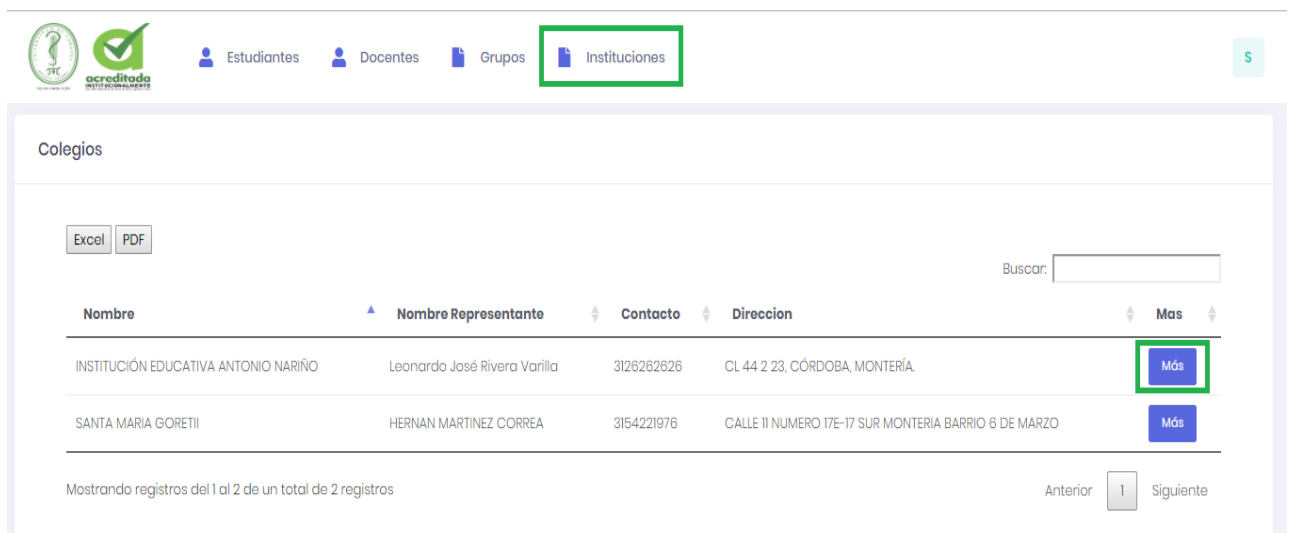 acreditada
INSTITUCIONALMENTE
Estudiantes Docentes Grupos Instituciones S
Colegios
Excel PDF
Buscar:
Nombre Nombre Representante Contacto Direccion Mas
INSTITUCIÓN EDUCATIVA ANTONIO NARIÑO Leonardo José Rivera Varilla 3126262626 CL 44 2 23, CÓRDOBA, MONTERÍA. Más
SANTA MARIA GORETII HERNAN MARTINEZ CORREA 3154221976 CALLE 11 NUMERO 17E-17 SUR MONTERIA BARRIO 6 DE MARZO Más
Mostrando registros del 1 al 2 de un total de 2 registros Anterior 1 Siguiente